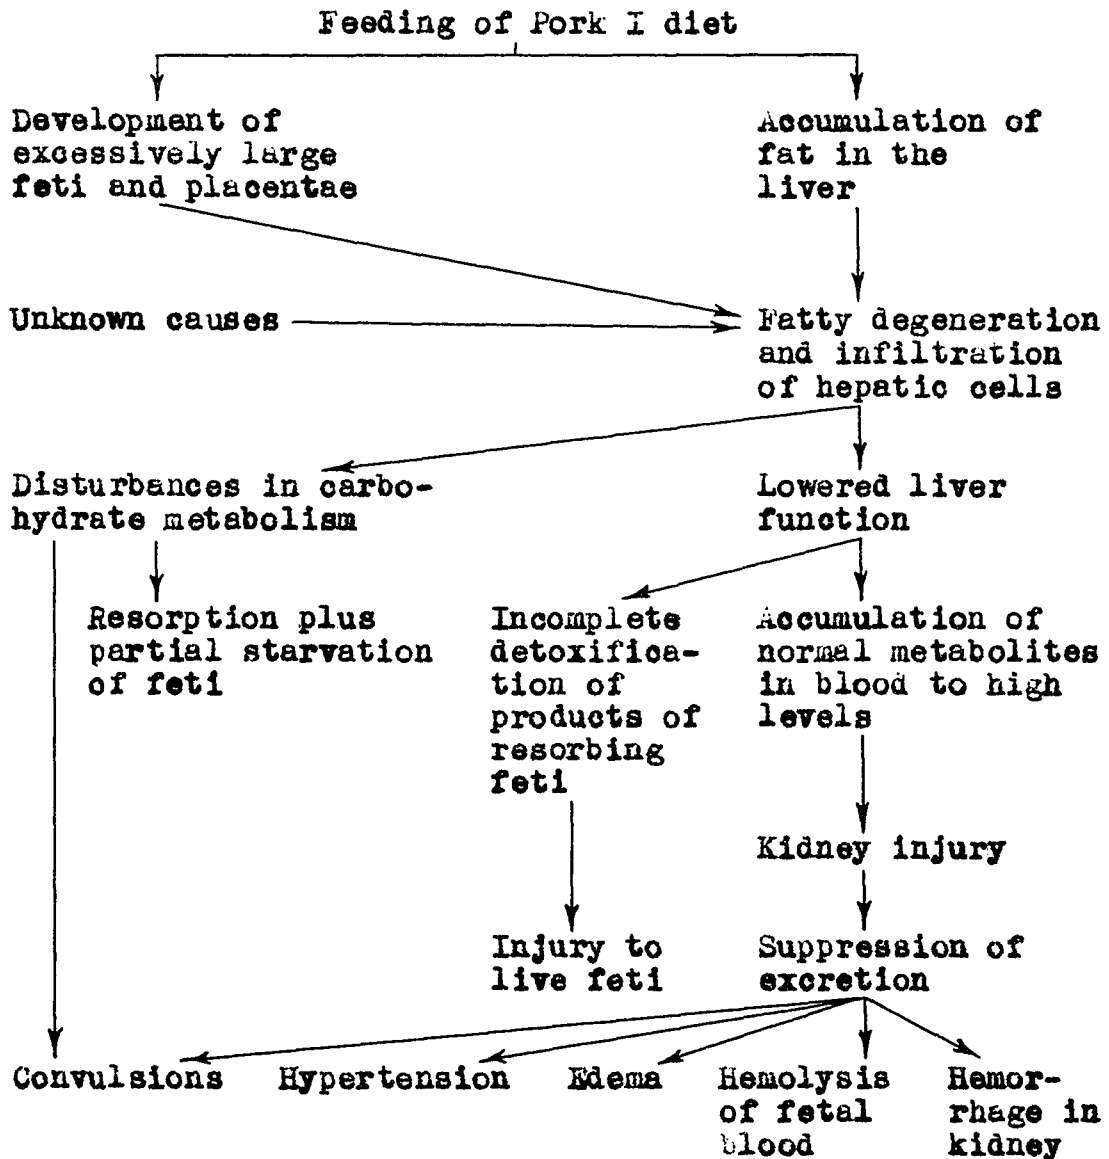 Feeding of Pork I diet
Development of
excessively large
feti and placentae
Accumulation of
fat in the
liver
Unknown causes
Fatty degeneration
and infiltration
of hepatic cells
Disturbances in carbo-
hydrate metabolism
Lowered liver
function
Resorption plus
partial starvation
of feti
Incomplete
detoxifica-
tion of
products of
resorbing
feti
Accumulation of
normal metabolites
in blood to high
levels
Kidney injury
Injury to
live feti
Suppression of
excretion
Convulsions
Hypertension
Edema
Hemolysis
of fetal
blood
Hemor-
rhage in
kidney